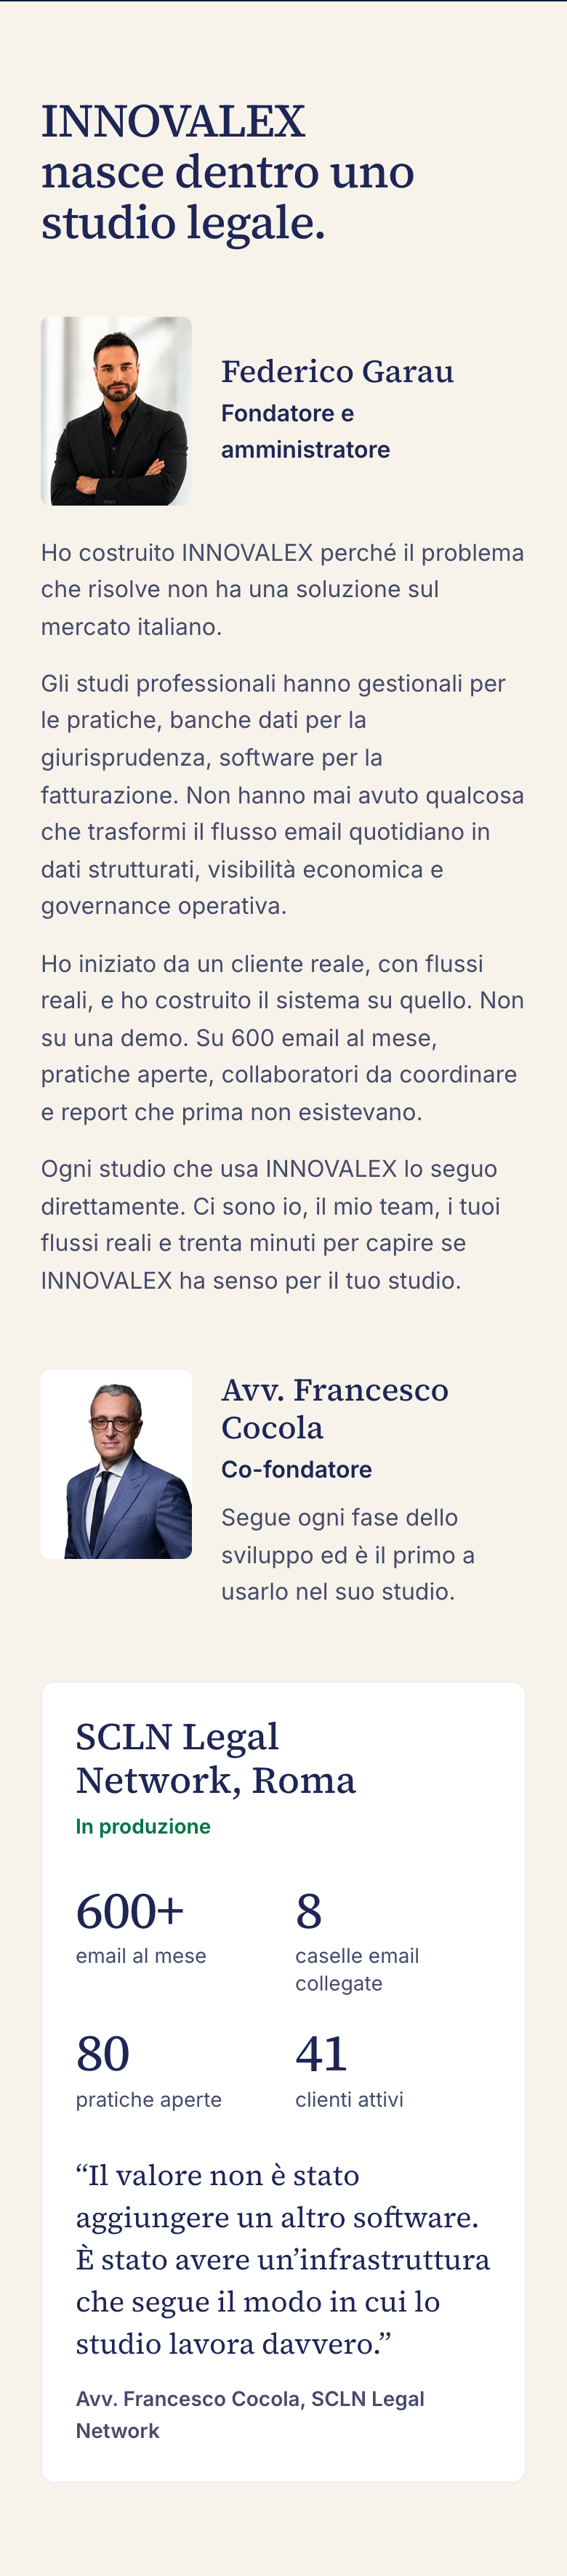 INNOVALEX
nasce dentro uno
studio legale.
Federico Garau
Fondatore e
amministratore
Ho costruito INNOVALEX perché il problema
che risolve non ha una soluzione sul
mercato italiano.
Gli studi professionali hanno gestionali per
le pratiche, banche dati per la
giurisprudenza, software per la
fatturazione. Non hanno mai avuto qualcosa
che trasformi il flusso email quotidiano in
dati strutturati, visibilità economica e
governance operativa.
Ho iniziato da un cliente reale, con flussi
reali, e ho costruito il sistema su quello. Non
su una demo. Su 600 email al mese,
pratiche aperte, collaboratori da coordinare
e report che prima non esistevano.
Ogni studio che usa INNOVALEX lo seguo
direttamente. Ci sono io, il mio team, i tuoi
flussi reali e trenta minuti per capire se
INNOVALEX ha senso per il tuo studio.
Avv. Francesco
Cocola
Co-fondatore
Segue ogni fase dello
sviluppo ed è il primo a
usarlo nel suo studio.
SCLN Legal
Network, Roma
In produzione
600+
email al mese
8
caselle email
collegate
80
pratiche aperte
41
clienti attivi
“Il valore non è stato
aggiungere un altro software.
È stato avere un’infrastruttura
che segue il modo in cui lo
studio lavora davvero.”
Avv. Francesco Cocola, SCLN Legal
Network